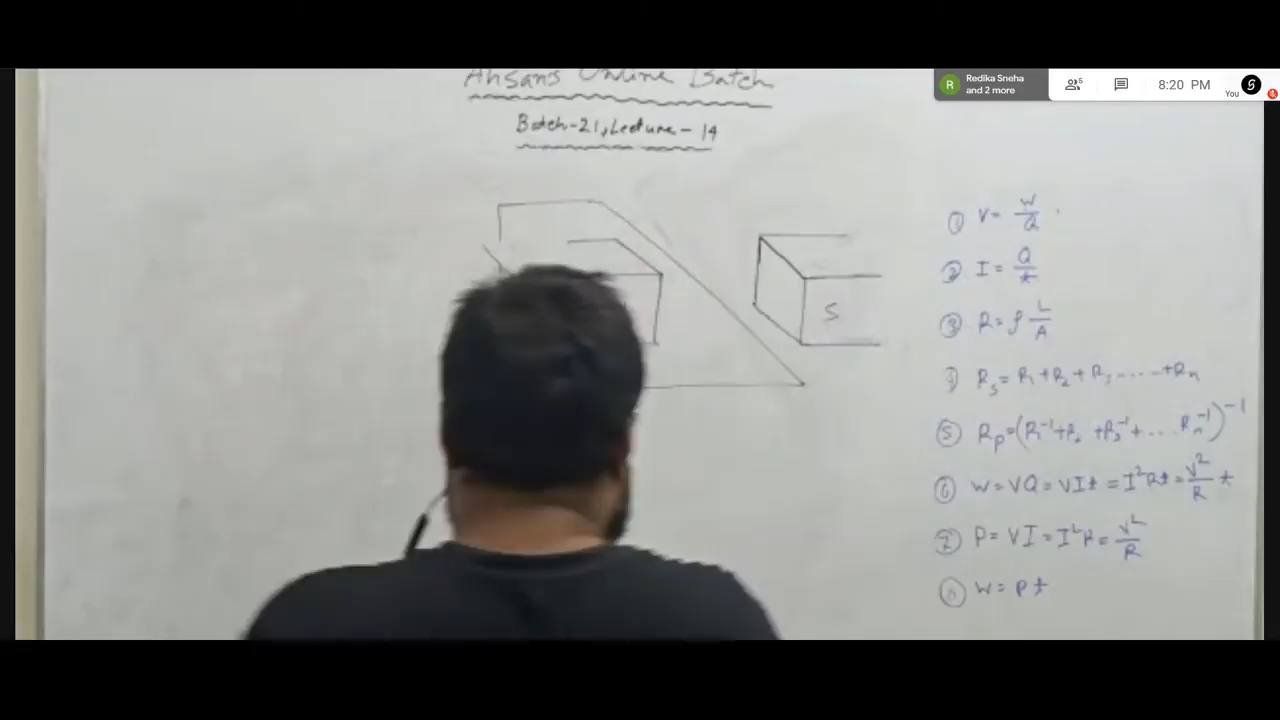 Ahsan's Online Batch
Batch-21, Lecture-14
Redika Sneha
and 2 more
5
8:20 PM
You
R
S
① V = W/Q
② I = Q/t
③ R = ρ L/A
④ Rs = R1 + R2 + R3 ..... + Rn
⑤ Rp = (R1^-1 + R2 + R3^-1 + ... Rn^-1)^-1
⑥ W = VQ = VIt = I²Rt = V²/R t
⑦ P = VI = I²R = V²/R
⑧ W = Pt